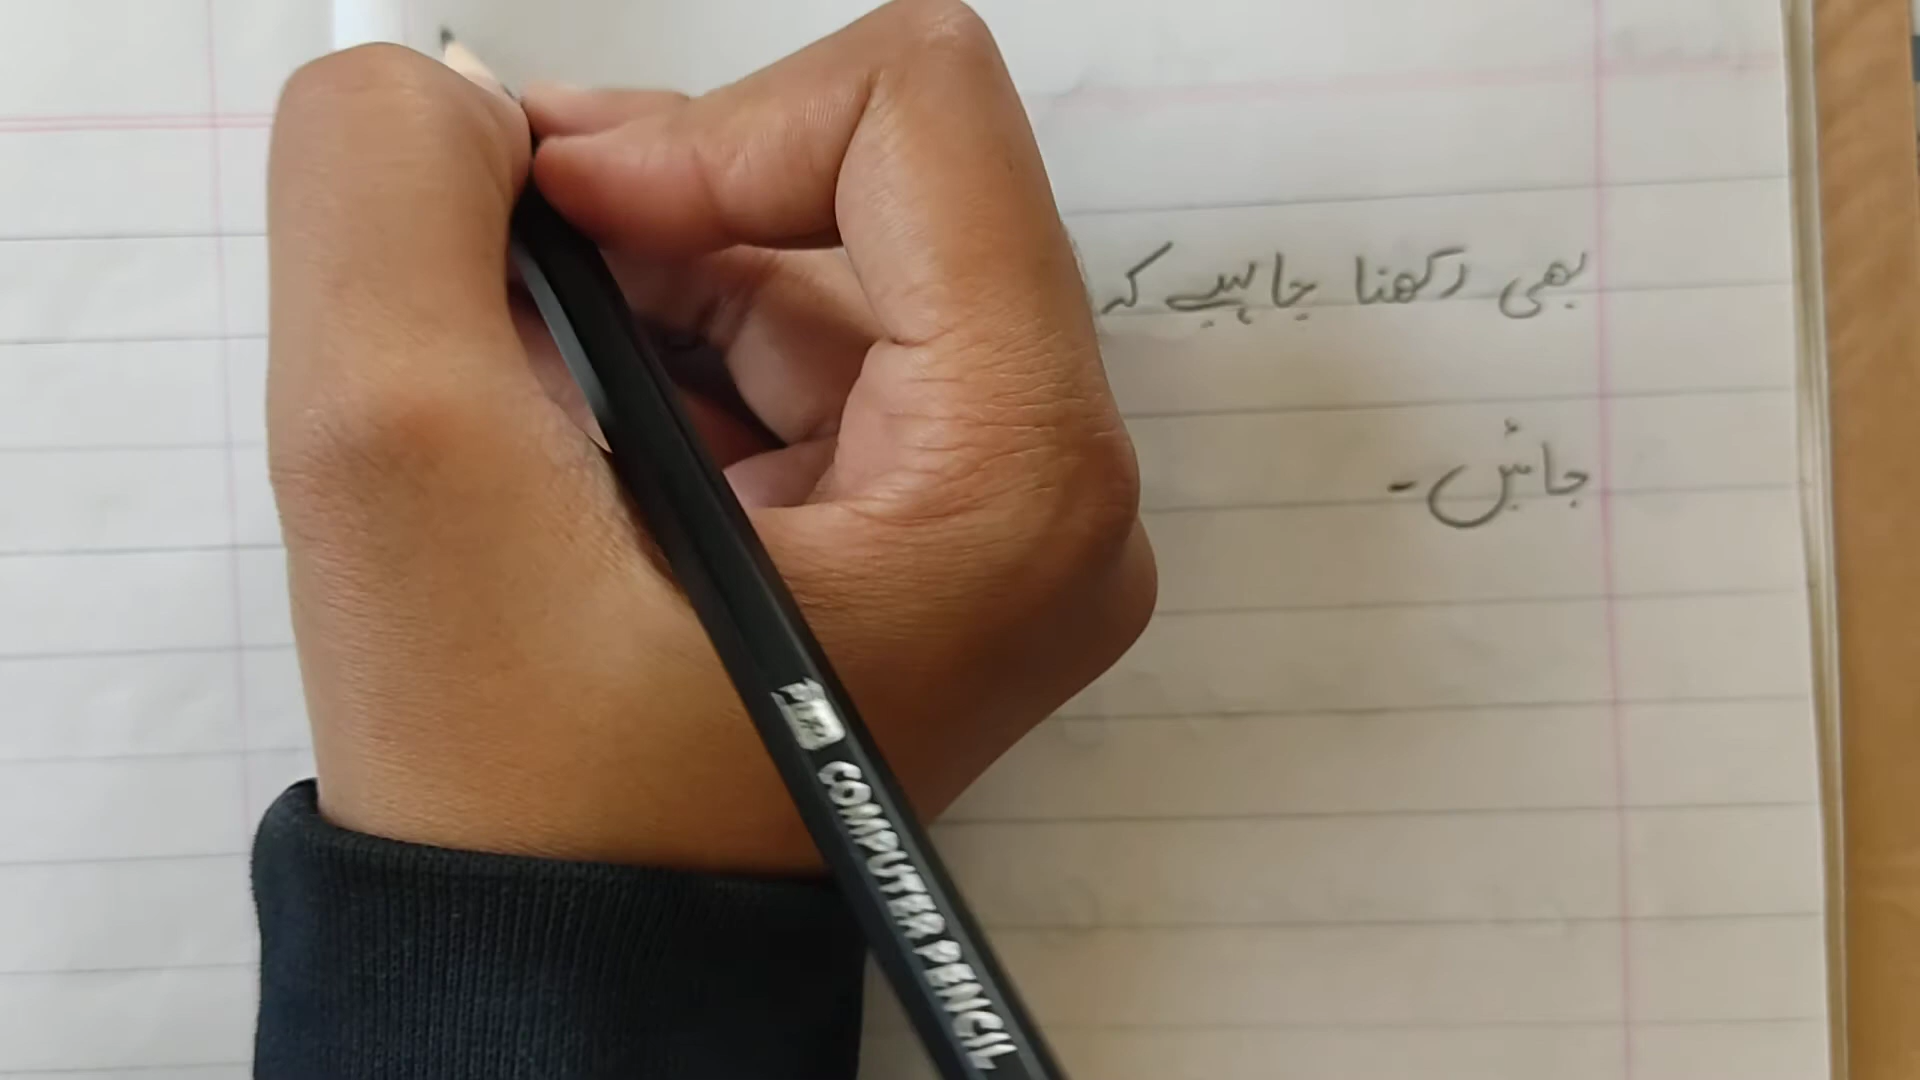 بھی رکھنا چاہیے کہ
جائیں۔
COMPUTER PENCIL